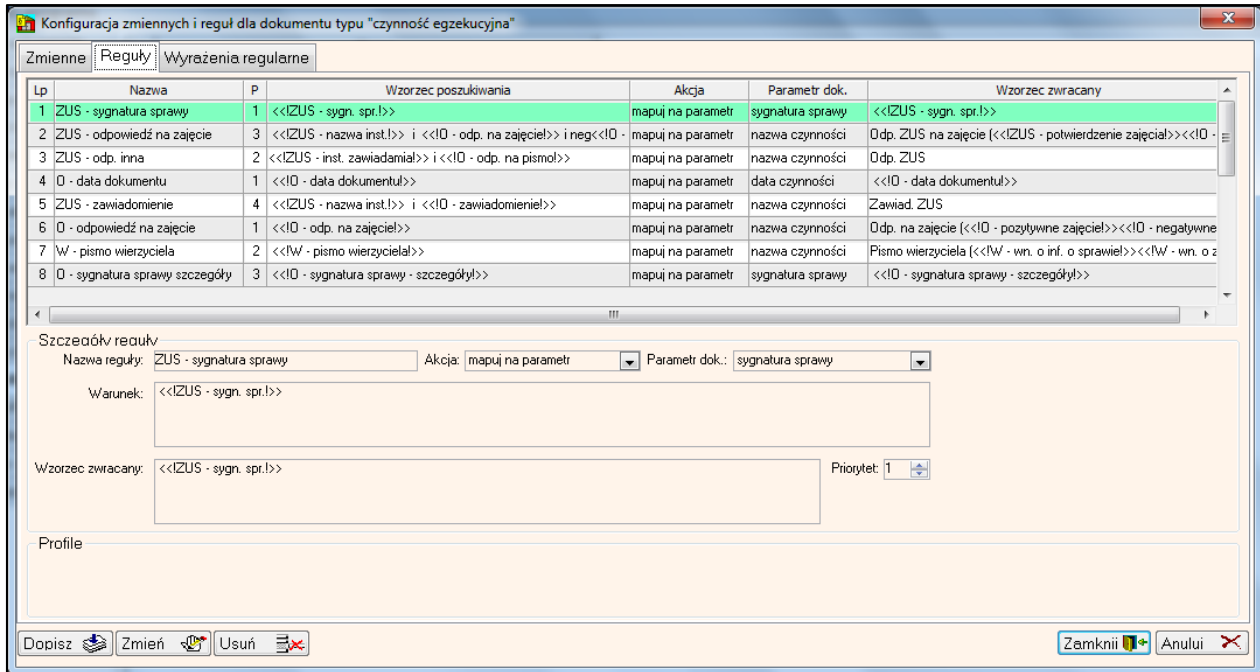 Konfiguracja zmiennych i reguł dla dokumentu typu "czynność egzekucyjna"
Zmienne Reguły Wyrażenia regularne
Lp Nazwa P Wzorzec poszukiwania Akcja Parametr dok. Wzorzec zwracany
1 ZUS - sygnatura sprawy 1 <<!ZUS - sygn. spr.!>> mapuj na parametr sygnatura sprawy <<!ZUS - sygn. spr.!>>
2 ZUS - odpowiedź na zajęcie 3 <<!ZUS - nazwa inst.!>> i <<!O - odp. na zajęcie!>> i neg<<!O - mapuj na parametr nazwa czynności Odp. ZUS na zajęcie (<<!ZUS - potwierdzenie zajęcia!>><<!O -
3 ZUS - odp. inna 2 <<!ZUS - inst. zawiadamia!>> i <<!O - odp. na pismo!>> mapuj na parametr nazwa czynności Odp. ZUS
4 O - data dokumentu 1 <<!O - data dokumentu!>> mapuj na parametr data czynności <<!O - data dokumentu!>>
5 ZUS - zawiadomienie 4 <<!ZUS - nazwa inst.!>> i <<!O - zawiadomienie!>> mapuj na parametr nazwa czynności Zawiad. ZUS
6 O - odpowiedź na zajęcie 1 <<!O - odp. na zajęcie!>> mapuj na parametr nazwa czynności Odp. na zajęcie (<<!O - pozytywne zajęcie!>><<!O - negatywne
7 W - pismo wierzyciela 2 <<!W - pismo wierzyciela!>> mapuj na parametr nazwa czynności Pismo wierzyciela (<<!W - wn. o inf. o sprawie!>><<!W - wn. o z
8 O - sygnatura sprawy szczegóły 3 <<!O - sygnatura sprawy - szczegóły!>> mapuj na parametr sygnatura sprawy <<!O - sygnatura sprawy - szczegóły!>>
Szczegóły reguły
Nazwa reguły: ZUS - sygnatura sprawy Akcja: mapuj na parametr Parametr dok.: sygnatura sprawy
Warunek: <<!ZUS - sygn. spr.!>>
Wzorzec zwracany: <<!ZUS - sygn. spr.!>> Priorytet: 1
Profile
Dopisz Zmień Usuń Zamknij Anuluj